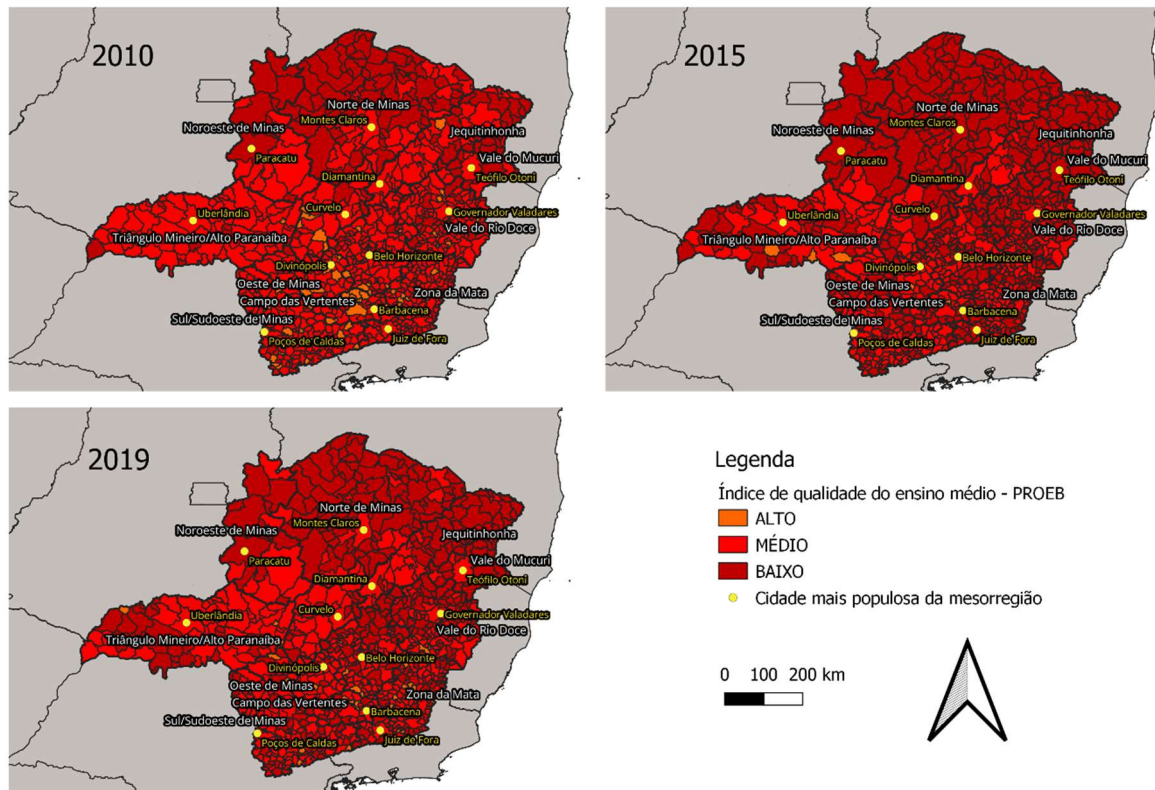 2010
Norte de Minas
Montes Claros
Noroeste de Minas
Jequitinhonha
Paracatu
Vale do Mucuri
Teófilo Otoni
Diamantina
Uberlândia
Curvelo
Governador Valadares
Vale do Rio Doce
Triângulo Mineiro/Alto Paranaíba
Belo Horizonte
Divinópolis
Oeste de Minas
Zona da Mata
Campo das Vertentes
Barbacena
Sul/Sudoeste de Minas
Poços de Caldas
Juiz de Fora
2015
Norte de Minas
Montes Claros
Noroeste de Minas
Jequitinhonha
Paracatu
Vale do Mucuri
Teófilo Otoni
Diamantina
Uberlândia
Curvelo
Governador Valadares
Vale do Rio Doce
Triângulo Mineiro/Alto Paranaíba
Belo Horizonte
Divinópolis
Oeste de Minas
Zona da Mata
Campo das Vertentes
Barbacena
Sul/Sudoeste de Minas
Poços de Caldas
Juiz de Fora
2019
Norte de Minas
Montes Claros
Noroeste de Minas
Jequitinhonha
Paracatu
Vale do Mucuri
Teófilo Otoni
Diamantina
Uberlândia
Curvelo
Governador Valadares
Vale do Rio Doce
Triângulo Mineiro/Alto Paranaíba
Belo Horizonte
Divinópolis
Oeste de Minas
Zona da Mata
Campo das Vertentes
Barbacena
Sul/Sudoeste de Minas
Poços de Caldas
Juiz de Fora
Legenda
Índice de qualidade do ensino médio - PROEB
ALTO
MÉDIO
BAIXO
Cidade mais populosa da mesorregião
0 100 200 km